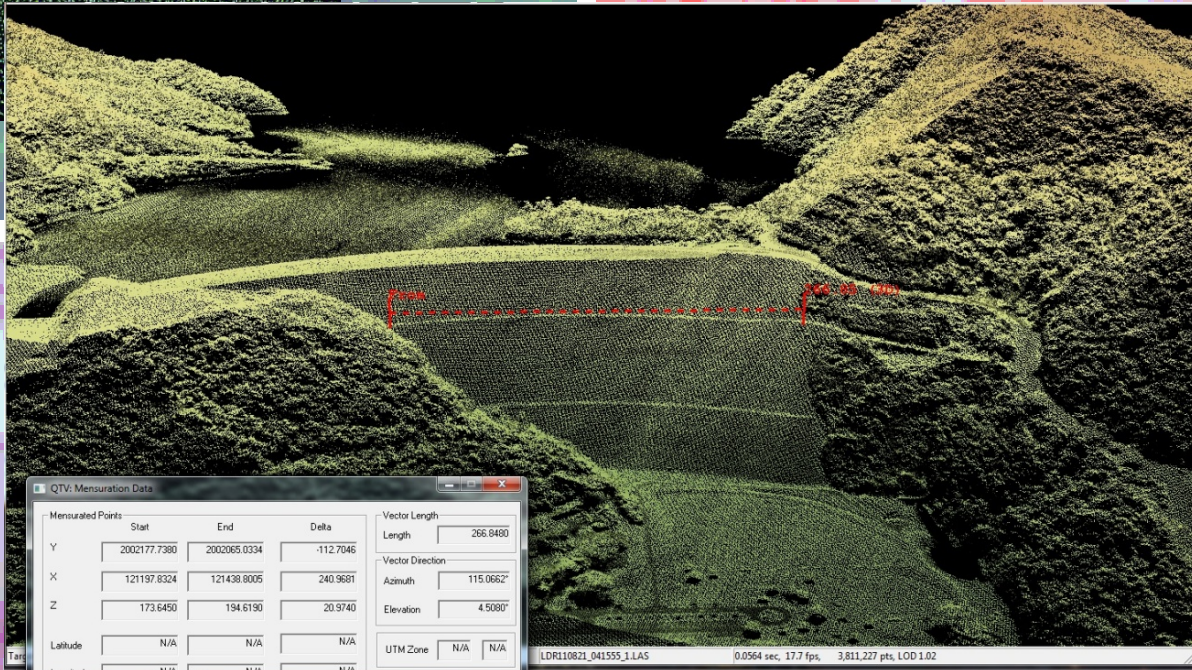 QTV: Mensuration Data
Mensurated Points
Start End Delta
Y 2002177.7380 2002065.0334 -112.7046
X 121197.8324 121438.8005 240.9681
Z 173.6450 194.6190 20.9740
Latitude N/A N/A N/A
N/A N/A N/A
Vector Length
Length 266.8480
Vector Direction
Azimuth 115.0662°
Elevation 4.5080°
UTM Zone N/A N/A
LDR110821_041555_1.LAS 0.0564 sec, 17.7 fps, 3,811,227 pts, LOD 1.02